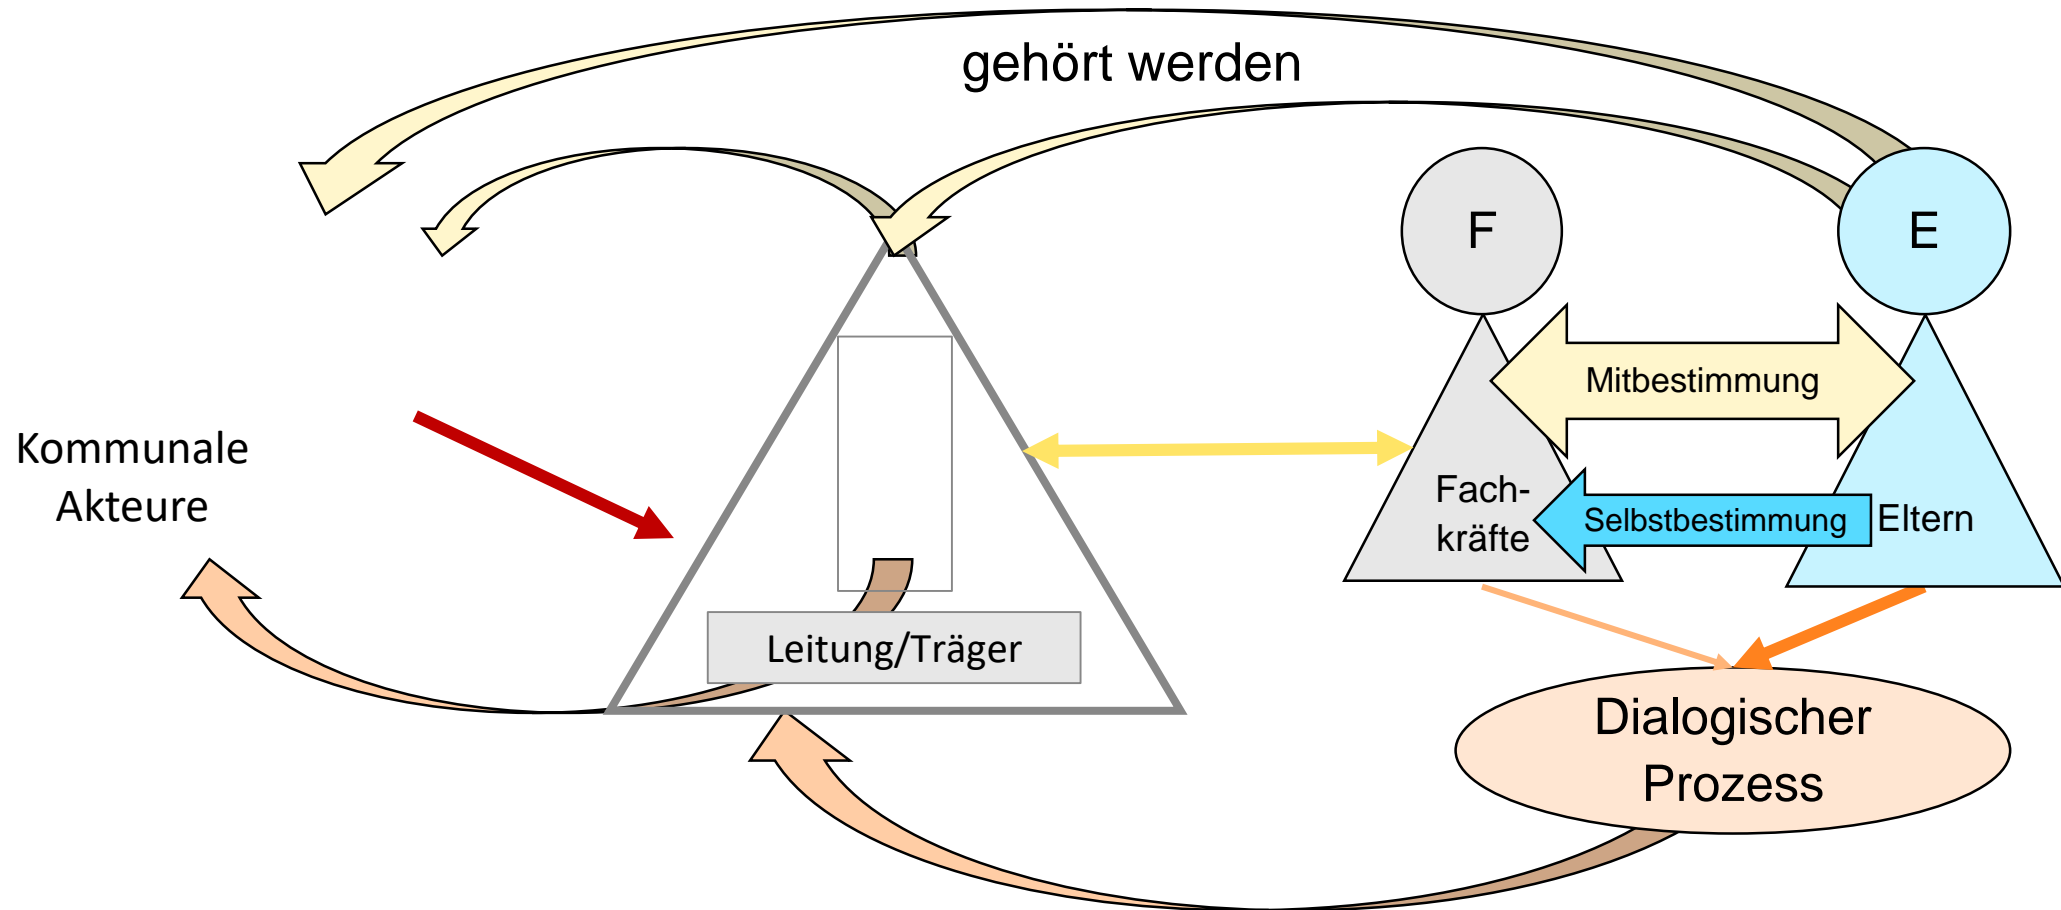 gehört werden
F
E
Mitbestimmung
Kommunale
Akteure
Fach-
kräfte
Selbstbestimmung
Eltern
Leitung/Träger
Dialogischer
Prozess